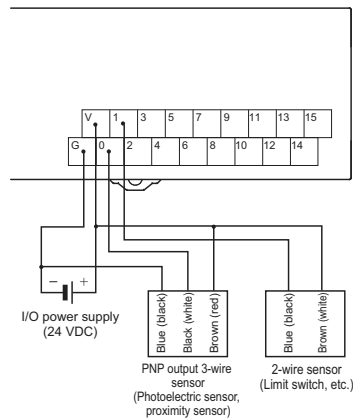 V 1 3 5 7 9 11 13 15
G 0 2 4 6 8 10 12 14
− +
I/O power supply
(24 VDC)
Blue (black)
Black (white)
Brown (red)
Blue (black)
Brown (white)
PNP output 3-wire
sensor
(Photoelectric sensor,
proximity sensor)
2-wire sensor
(Limit switch, etc.)